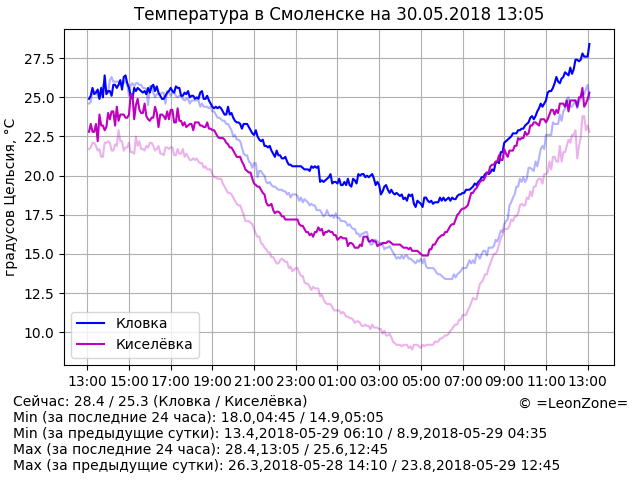 Температура в Смоленске на 30.05.2018 13:05
градусов Цельсия, °C
27.5
25.0
22.5
20.0
17.5
15.0
12.5
10.0
Кловка
Киселёвка
13:00 15:00 17:00 19:00 21:00 23:00 01:00 03:00 05:00 07:00 09:00 11:00 13:00
Сейчас: 28.4 / 25.3 (Кловка / Киселёвка)
© =LeonZone=
Min (за последние 24 часа): 18.0,04:45 / 14.9,05:05
Min (за предыдущие сутки): 13.4,2018-05-29 06:10 / 8.9,2018-05-29 04:35
Max (за последние 24 часа): 28.4,13:05 / 25.6,12:45
Max (за предыдущие сутки): 26.3,2018-05-28 14:10 / 23.8,2018-05-29 12:45